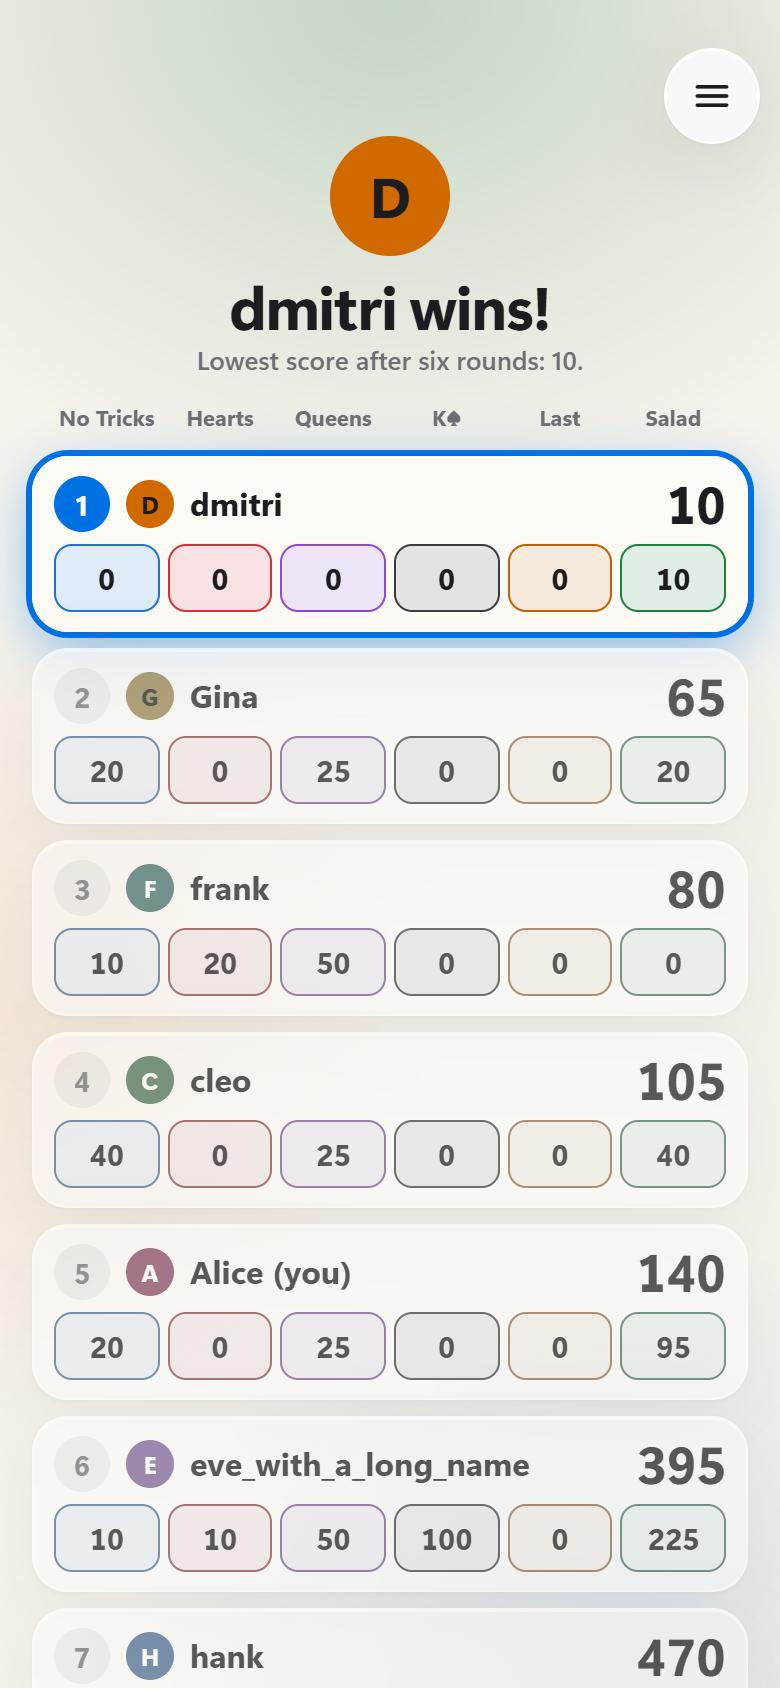 D
dmitri wins!
Lowest score after six rounds: 10.
No Tricks Hearts Queens K♠ Last Salad
1 D dmitri 10
0 0 0 0 0 10
2 G Gina 65
20 0 25 0 0 20
3 F frank 80
10 20 50 0 0 0
4 C cleo 105
40 0 25 0 0 40
5 A Alice (you) 140
20 0 25 0 0 95
6 E eve_with_a_long_name 395
10 10 50 100 0 225
7 H hank 470